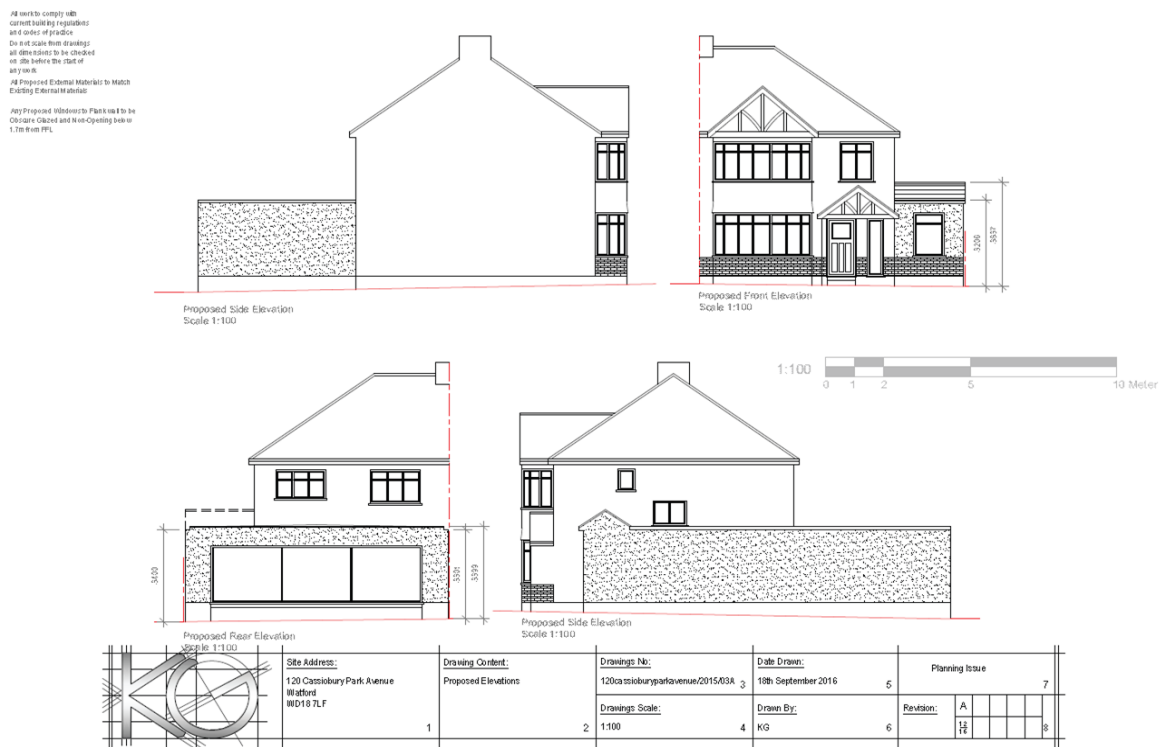 All work to comply with
current building regulations
and codes of practice
Do not scale from drawings
all dimensions to be checked
on site before the start of
any work
All Proposed External Materials to Match
Existing External Materials
Any Proposed Windows to Flank wall to be
Obscure Glazed and Non-Opening below
1.7m from FFL
3206
3837
Proposed Side Elevation
Scale 1:100
Proposed Front Elevation
Scale 1:100
1:100
0 1 2 5 10 Meter
3400
Proposed Rear Elevation
Scale 1:100
Proposed Side Elevation
Scale 1:100
Site Address:
120 Cassiobury Park Avenue
Watford
WD18 7LF
1
Drawing Content:
Proposed Elevations
2
Drawings No:
120cassioburyparkavenue/2015/03A 3
Drawings Scale:
1:100 4
Date Drawn:
18th September 2016 5
Drawn By:
KG 6
Planning Issue
7
Revision: A
12
16
8